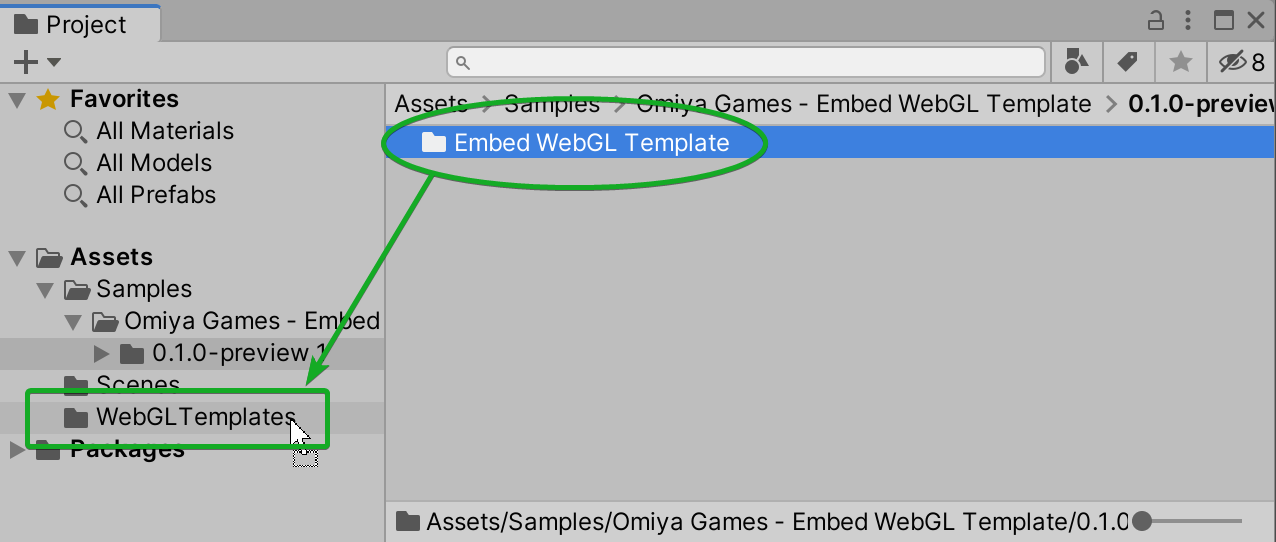 Project
8
Favorites
All Materials
All Models
All Prefabs
Assets
Samples
Omiya Games - Embed
0.1.0-preview.1
Scenes
WebGLTemplates
Packages
Assets > Samples > Omiya Games - Embed WebGL Template > 0.1.0-preview
Embed WebGL Template
Assets/Samples/Omiya Games - Embed WebGL Template/0.1.0